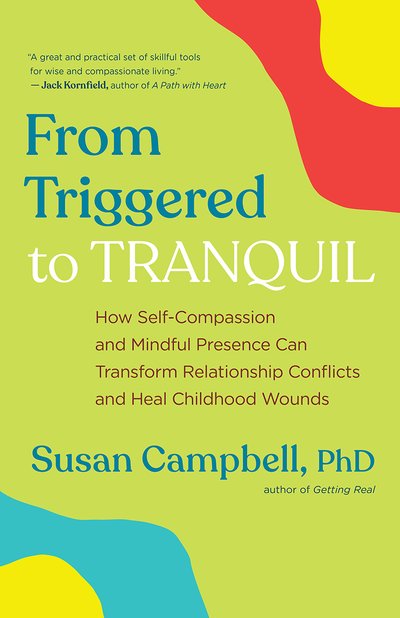 "A great and practical set of skillful tools
for wise and compassionate living."
— Jack Kornfield, author of A Path with Heart
From
Triggered
to TRANQUIL
How Self-Compassion
and Mindful Presence Can
Transform Relationship Conflicts
and Heal Childhood Wounds
Susan Campbell, PhD
author of Getting Real